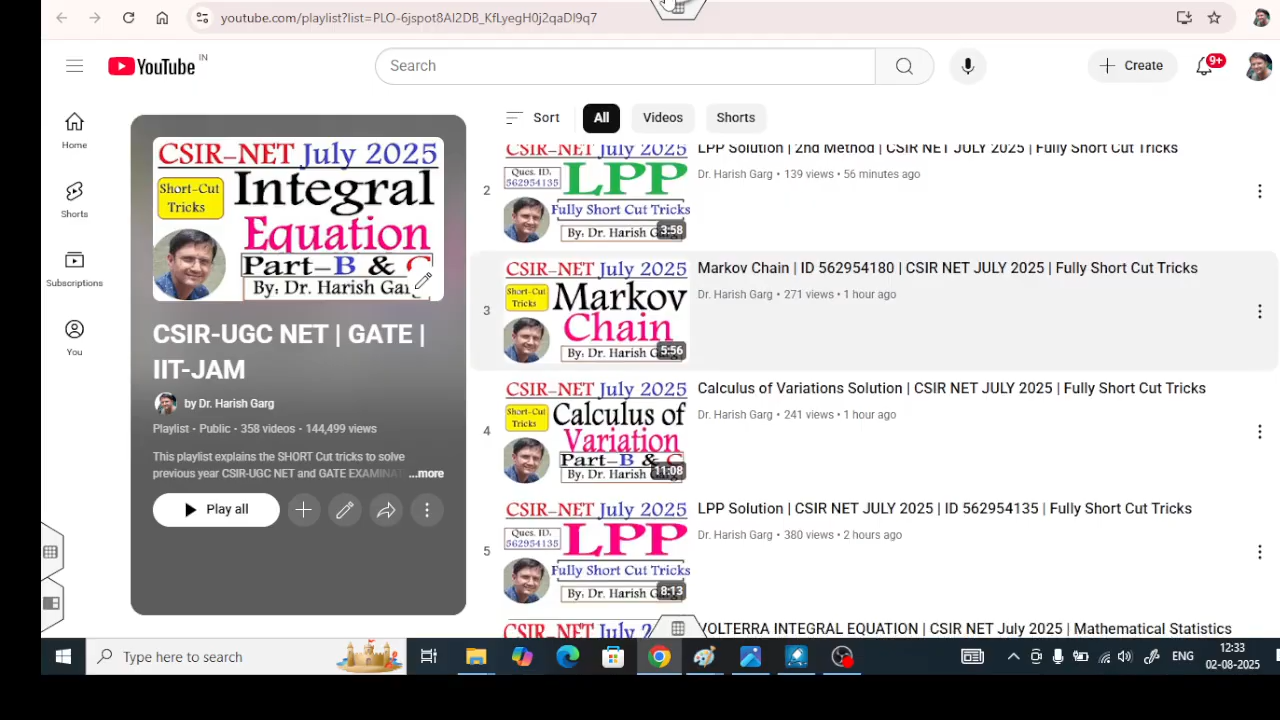 youtube.com/playlist?list=PLO-6jspot8AI2DB_KfLyegH0j2qaDl9q7
YouTube IN
Search
Create
9+
Home
Shorts
Subscriptions
You
CSIR-NET July 2025
Short-Cut Tricks
Integral
Equation
Part-B & C
By: Dr. Harish Garg
CSIR-UGC NET | GATE |
IIT-JAM
by Dr. Harish Garg
Playlist • Public • 358 videos • 144,499 views
This playlist explains the SHORT Cut tricks to solve
previous year CSIR-UGC NET and GATE EXAMINAT ...more
Play all
Sort
All
Videos
Shorts
2
CSIR-NET July 2025
Ques. ID. 562954135
LPP
Fully Short Cut Tricks
By: Dr. Harish Garg
3:58
LPP Solution | 2nd Method | CSIR NET JULY 2025 | Fully Short Cut Tricks
Dr. Harish Garg • 139 views • 56 minutes ago
3
CSIR-NET July 2025
Short-Cut Tricks
Markov
Chain
By: Dr. Harish Garg
5:56
Markov Chain | ID 562954180 | CSIR NET JULY 2025 | Fully Short Cut Tricks
Dr. Harish Garg • 271 views • 1 hour ago
4
CSIR-NET July 2025
Short-Cut Tricks
Calculus of
Variation
Part-B & C
By: Dr. Harish Garg
11:08
Calculus of Variations Solution | CSIR NET JULY 2025 | Fully Short Cut Tricks
Dr. Harish Garg • 241 views • 1 hour ago
5
CSIR-NET July 2025
Ques. ID. 562954135
LPP
Fully Short Cut Tricks
By: Dr. Harish Garg
8:13
LPP Solution | CSIR NET JULY 2025 | ID 562954135 | Fully Short Cut Tricks
Dr. Harish Garg • 380 views • 2 hours ago
CSIR-NET July 2
VOLTERRA INTEGRAL EQUATION | CSIR NET July 2025 | Mathematical Statistics
Type here to search
ENG
12:33
02-08-2025